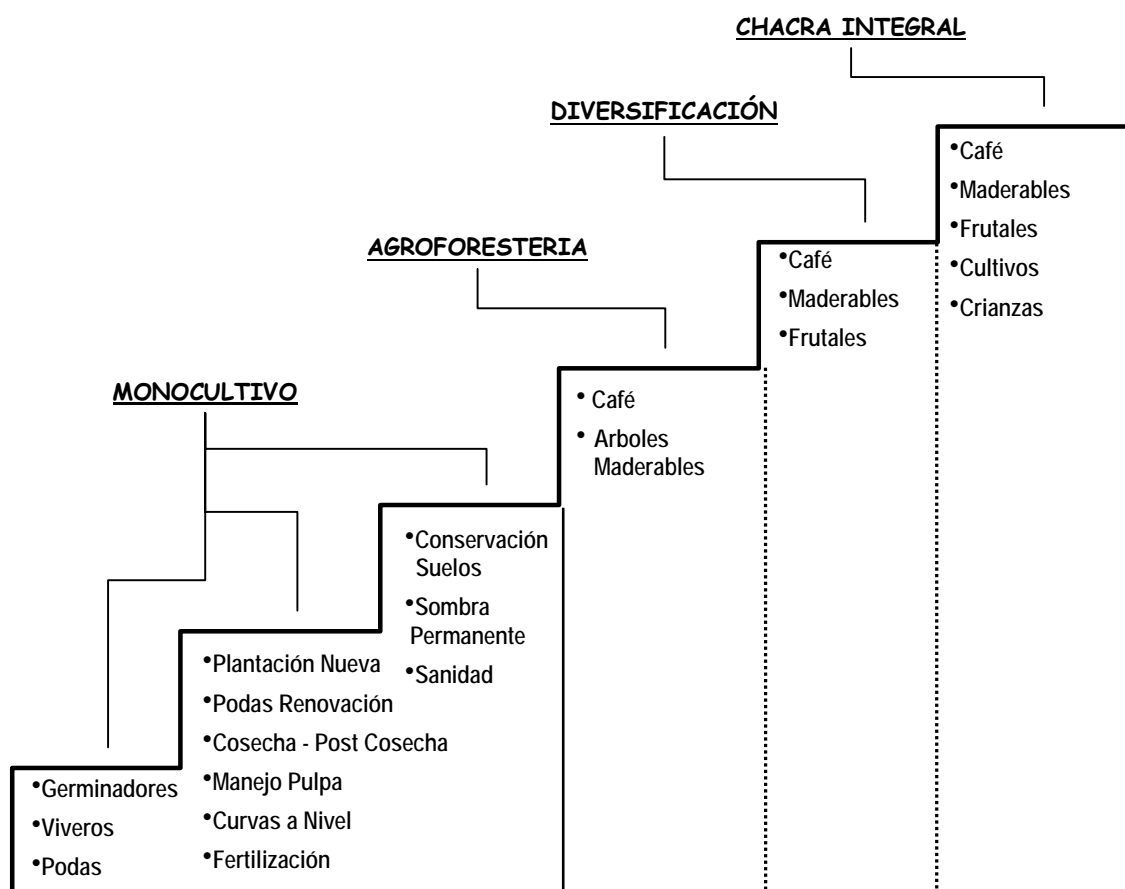 CHACRA INTEGRAL
DIVERSIFICACIÓN
•Café
•Maderables
•Frutales
•Cultivos
•Crianzas
AGROFORESTERIA
•Café
•Maderables
•Frutales
MONOCULTIVO
• Café
• Arboles
Maderables
•Conservación
Suelos
•Sombra
Permanente
•Sanidad
•Plantación Nueva
•Podas Renovación
•Cosecha - Post Cosecha
•Manejo Pulpa
•Curvas a Nivel
•Fertilización
•Germinadores
•Viveros
•Podas